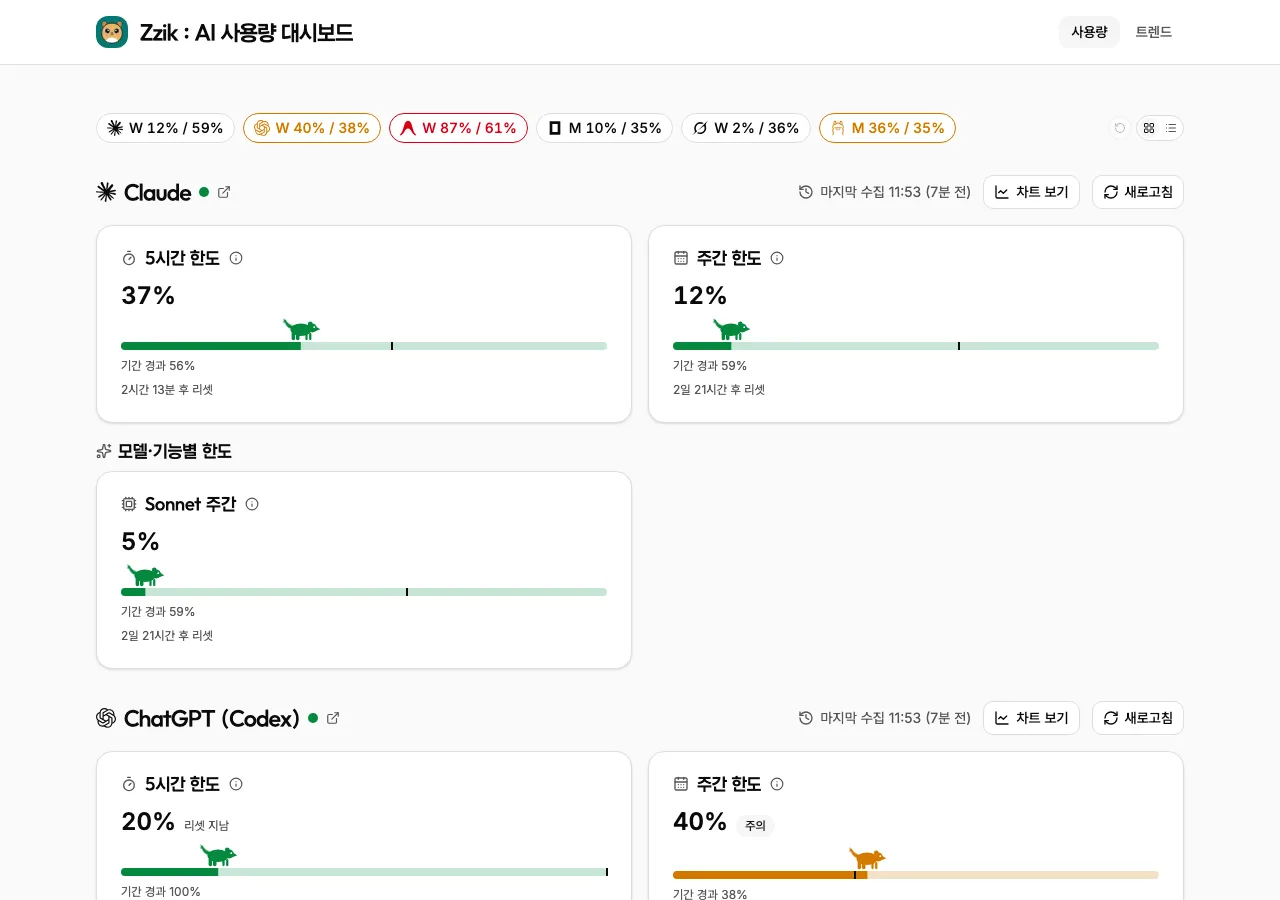 Zzik : AI 사용량 대시보드
사용량
트렌드
W 12% / 59%
W 40% / 38%
W 87% / 61%
M 10% / 35%
W 2% / 36%
M 36% / 35%
Claude
마지막 수집 11:53 (7분 전)
차트 보기
새로고침
5시간 한도
37%
기간 경과 56%
2시간 13분 후 리셋
주간 한도
12%
기간 경과 59%
2일 21시간 후 리셋
모델·기능별 한도
Sonnet 주간
5%
기간 경과 59%
2일 21시간 후 리셋
ChatGPT (Codex)
마지막 수집 11:53 (7분 전)
차트 보기
새로고침
5시간 한도
20% 리셋 지남
기간 경과 100%
주간 한도
40% 주의
기간 경과 38%